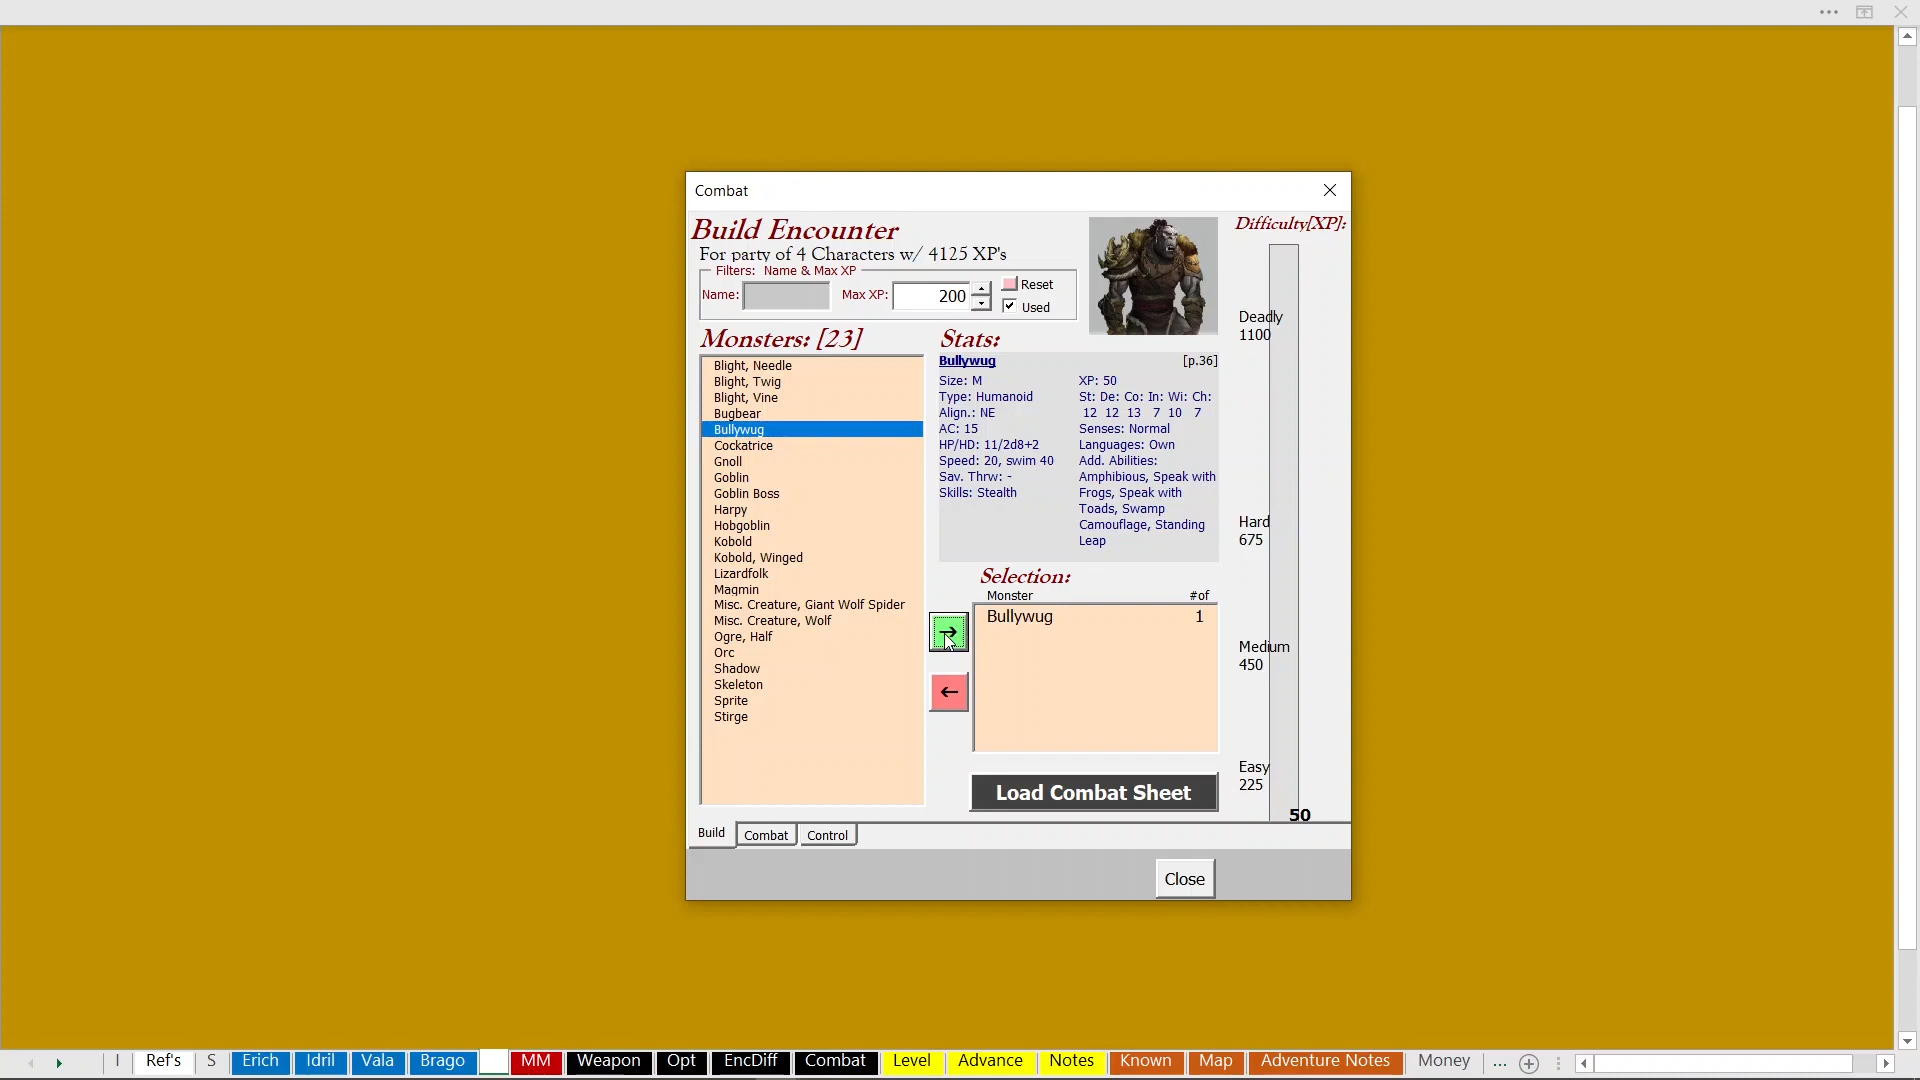 Combat
Build Encounter
For party of 4 Characters w/ 4125 XP's
Filters: Name & Max XP
Name:
Max XP:
200
Reset
Used
Difficulty[XP]:
Monsters: [23]
Blight, Needle
Blight, Twig
Blight, Vine
Bugbear
Bullywug
Cockatrice
Gnoll
Goblin
Goblin Boss
Harpy
Hobgoblin
Kobold
Kobold, Winged
Lizardfolk
Magmin
Misc. Creature, Giant Wolf Spider
Misc. Creature, Wolf
Ogre, Half
Orc
Shadow
Skeleton
Sprite
Stirge
Stats:
Bullywug [p.36]
Size: M
Type: Humanoid
Align.: NE
AC: 15
HP/HD: 11/2d8+2
Speed: 20, swim 40
Sav. Thrw: -
Skills: Stealth
XP: 50
St: De: Co: In: Wi: Ch:
12 12 13 7 10 7
Senses: Normal
Languages: Own
Add. Abilities:
Amphibious, Speak with
Frogs, Speak with
Toads, Swamp
Camouflage, Standing
Leap
Selection:
Monster #of
Bullywug 1
→
←
Load Combat Sheet
Deadly
1100
Hard
675
Medium
450
Easy
225
50
Build Combat Control
Close
I Ref's S Erich Idril Vala Brago MM Weapon Opt EncDiff Combat Level Advance Notes Known Map Adventure Notes Money ...